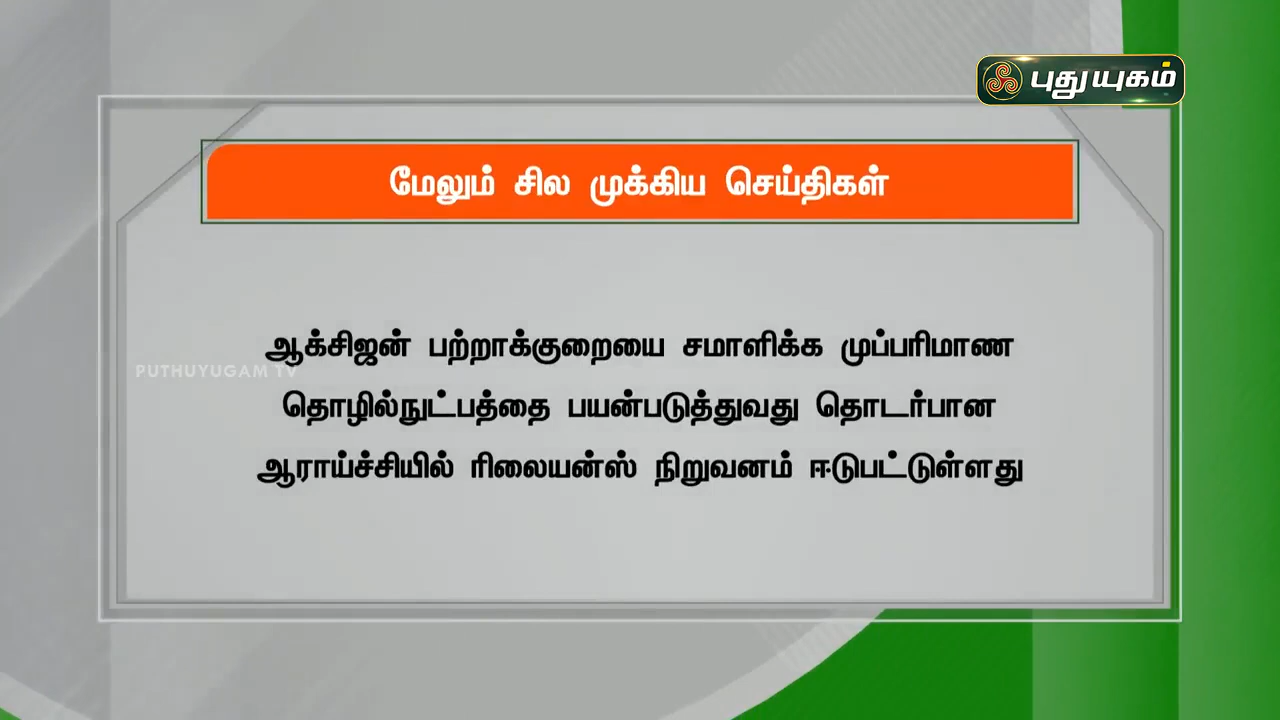 புதுயுகம்
மேலும் சில முக்கிய செய்திகள்
ஆக்சிஜன் பற்றாக்குறையை சமாளிக்க முப்பரிமாண
PUTHUYUGAM TV
தொழில்நுட்பத்தை பயன்படுத்துவது தொடர்பான
ஆராய்ச்சியில் ரிலையன்ஸ் நிறுவனம் ஈடுபட்டுள்ளது